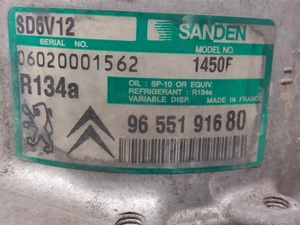 SD6V12 SANDEN
SERIAL NO. MODEL NO.
06020001562 1450F
R134a
OIL : SP-10 OR EQUIV.
REFRIGERANT : R134a
VARIABLE DISP. MADE IN FRANCE
96 551 916 80